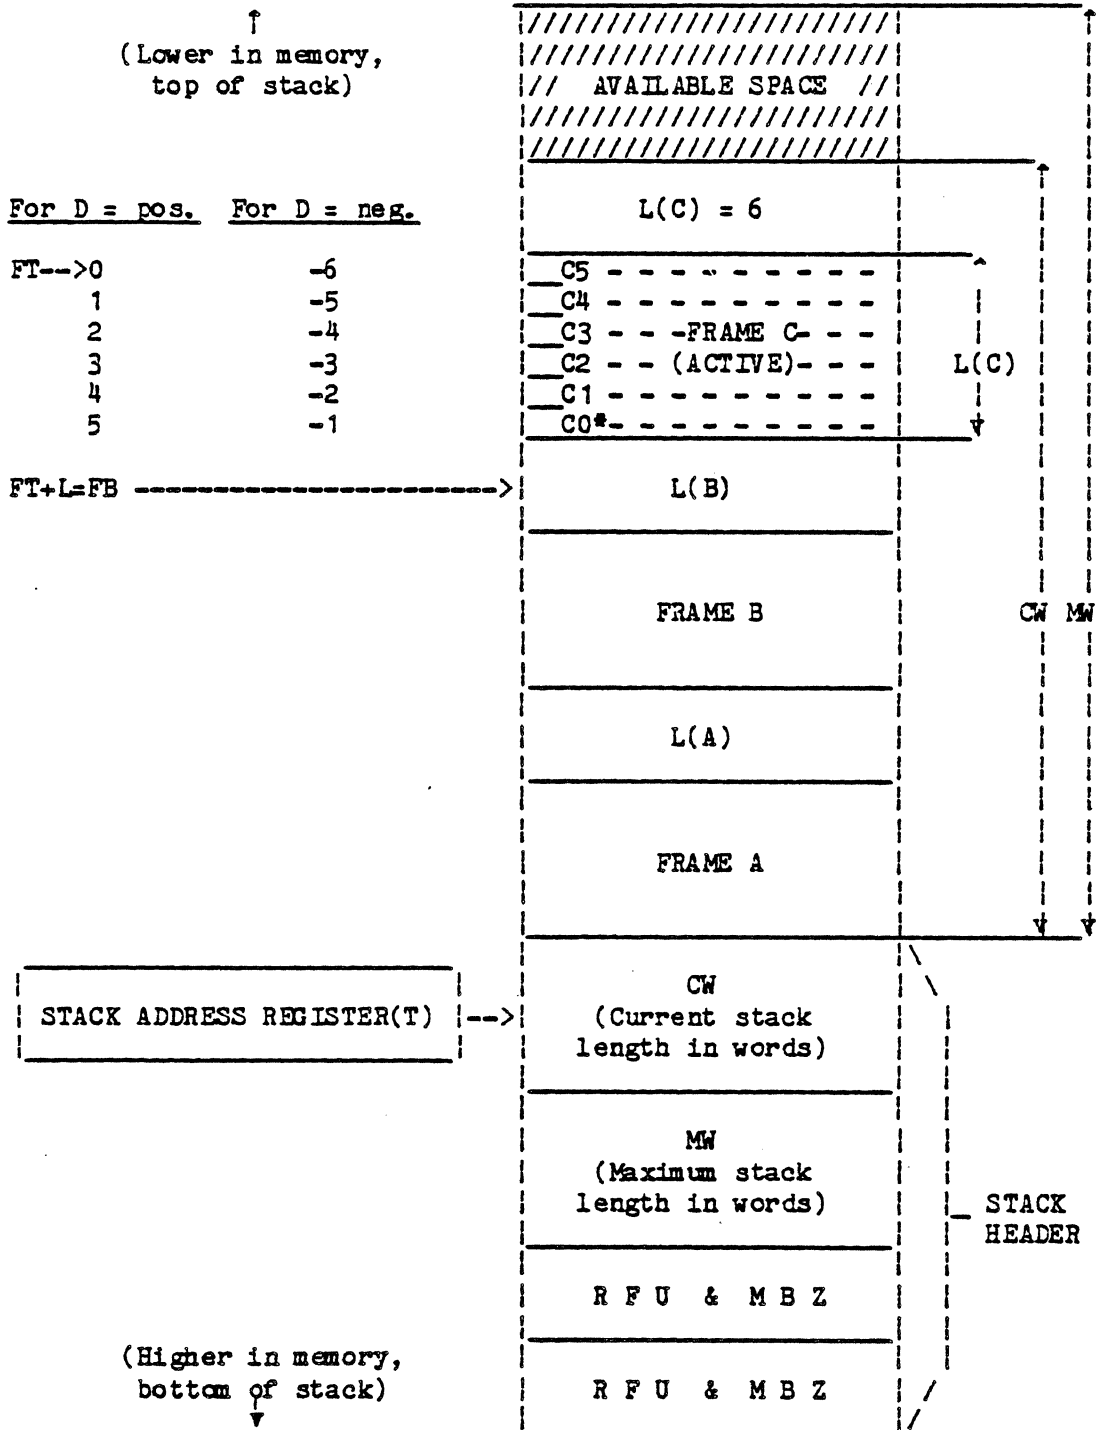 (Lower in memory,
top of stack)
AVAILABLE SPACE
For D = pos. For D = neg.
L(C) = 6
FT-->0 -6 C5
1 -5 C4
2 -4 C3 FRAME C
3 -3 C2 (ACTIVE) L(C)
4 -2 C1
5 -1 C0*
FT+L=FB L(B)
FRAME B CW MW
L(A)
FRAME A
CW
STACK ADDRESS REGISTER(T) --> (Current stack
length in words)
MW
(Maximum stack
length in words)
STACK
HEADER
R F U & M B Z
(Higher in memory,
bottom of stack)
R F U & M B Z